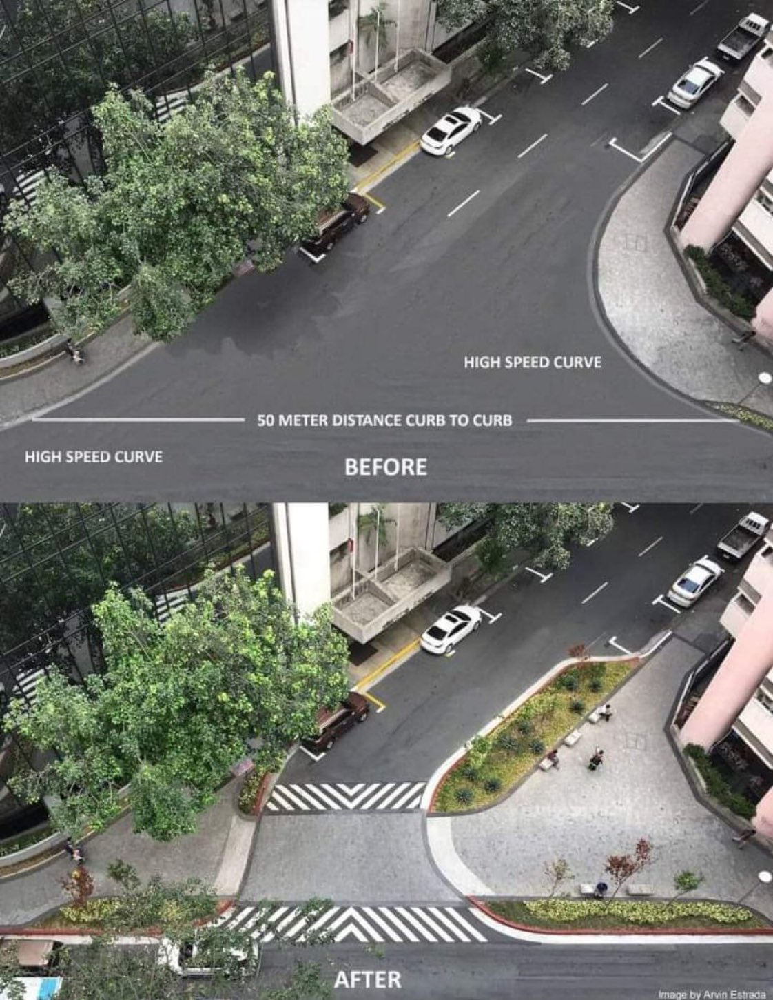 HIGH SPEED CURVE
50 METER DISTANCE CURB TO CURB
HIGH SPEED CURVE
BEFORE
AFTER
Image by Arvin Estrada